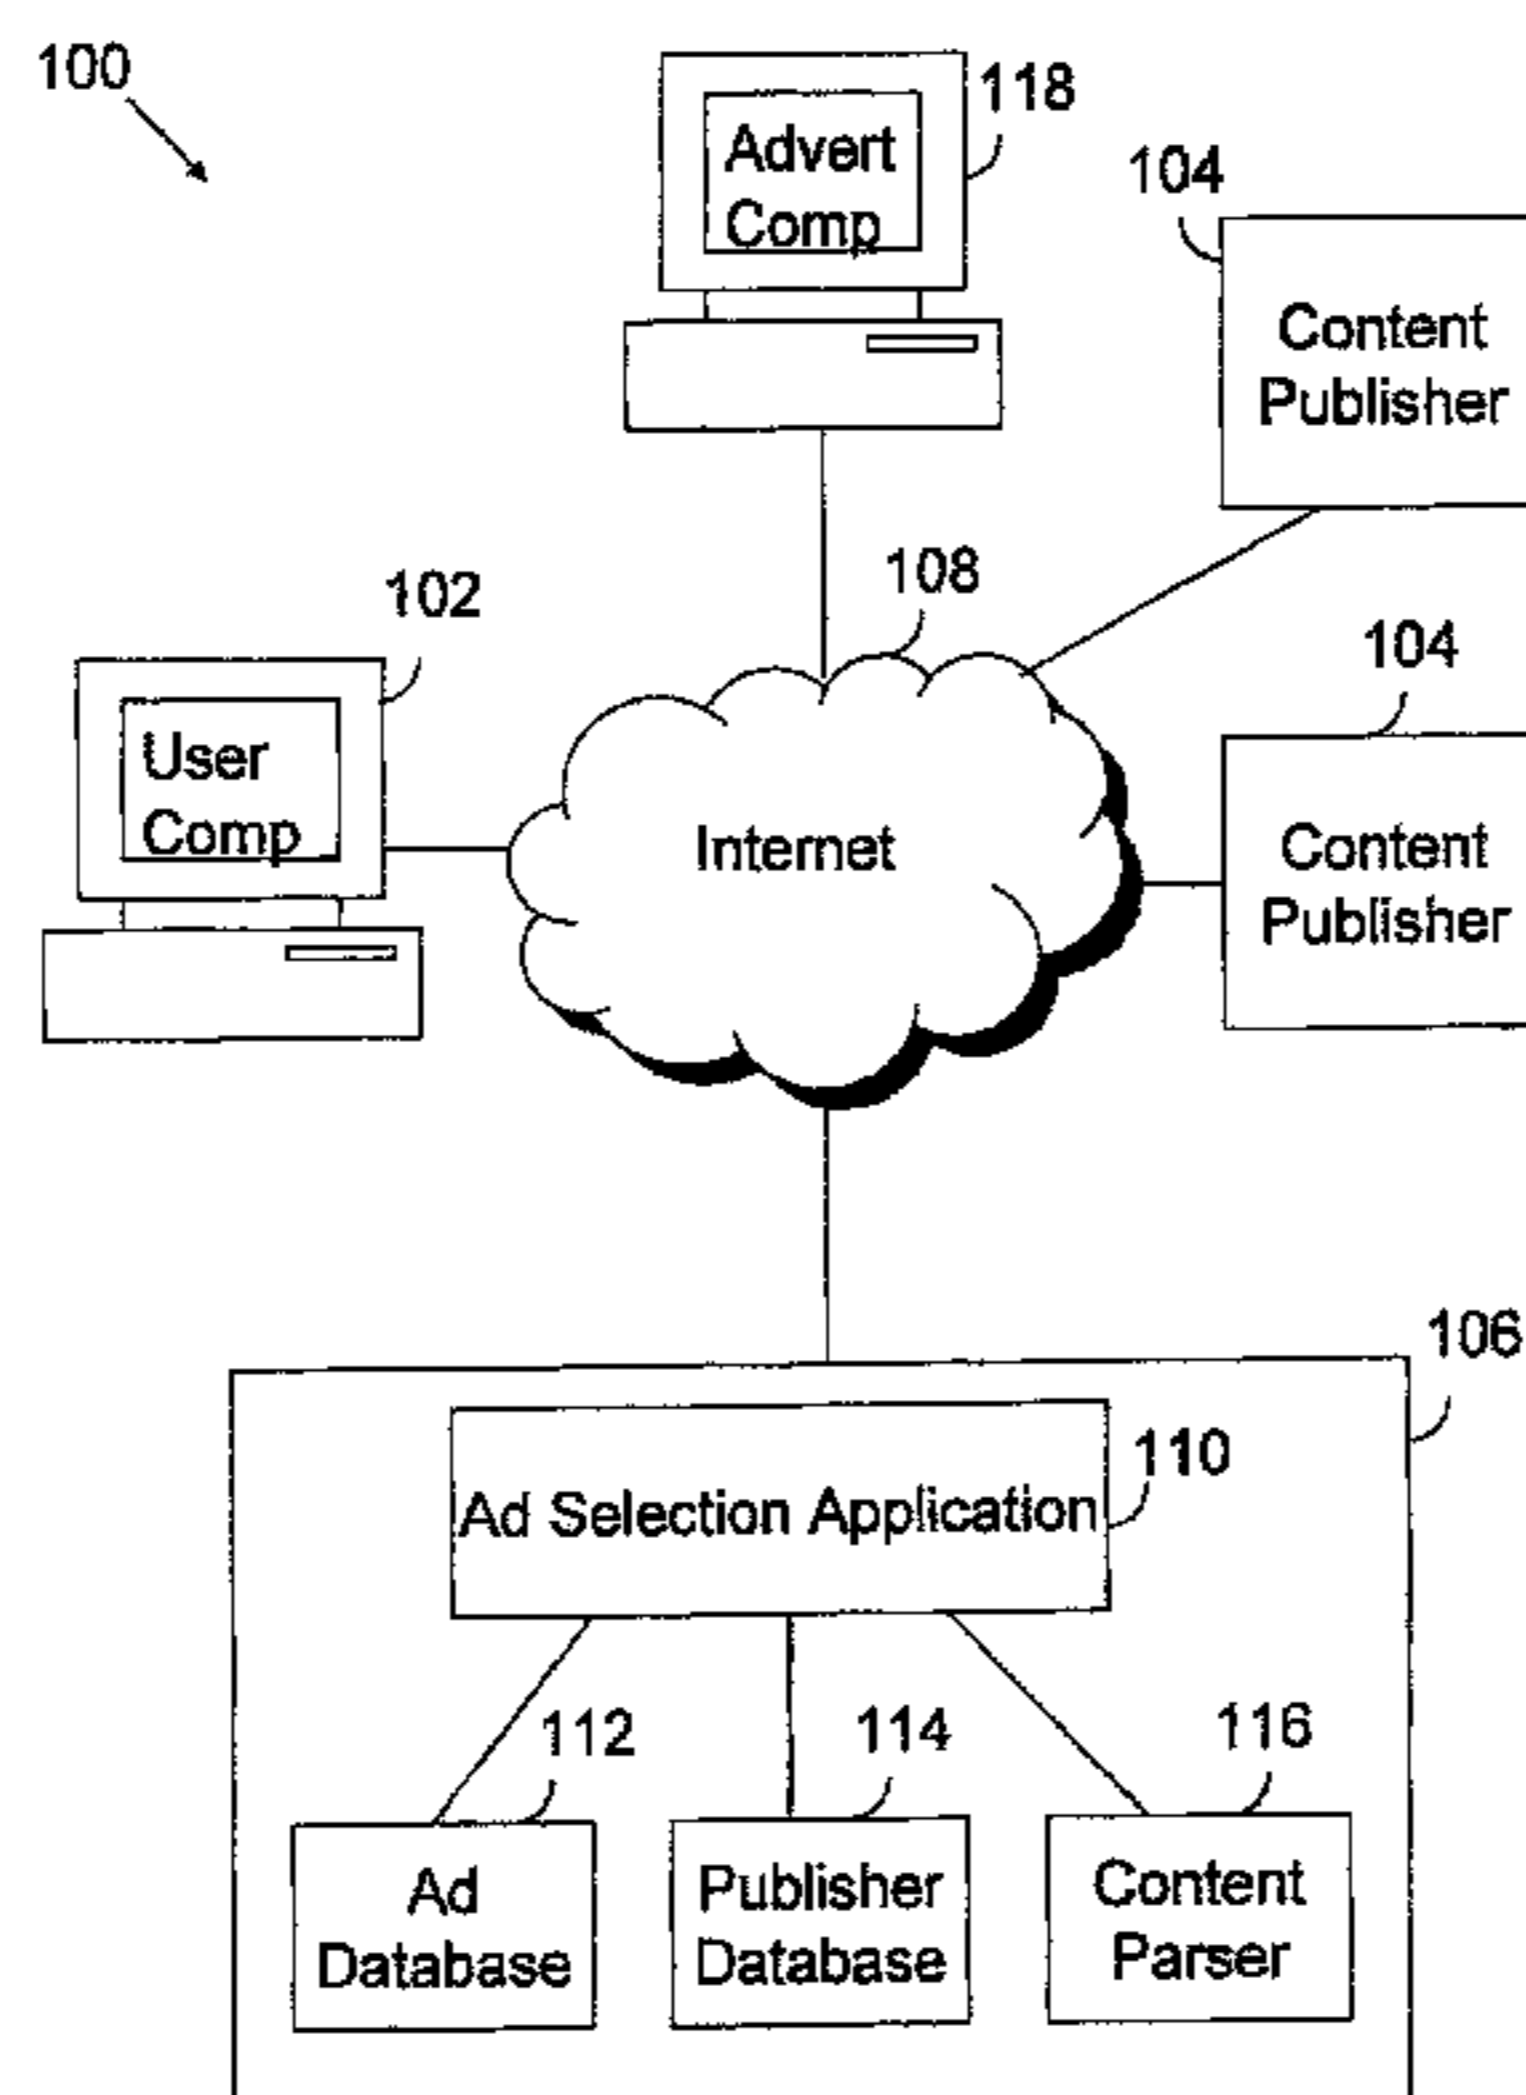 100
118
Advert
Comp
104
Content
Publisher
108
102
104
User
Comp
Internet
Content
Publisher
106
110
Ad Selection Application
112
114
116
Ad
Database
Publisher
Database
Content
Parser